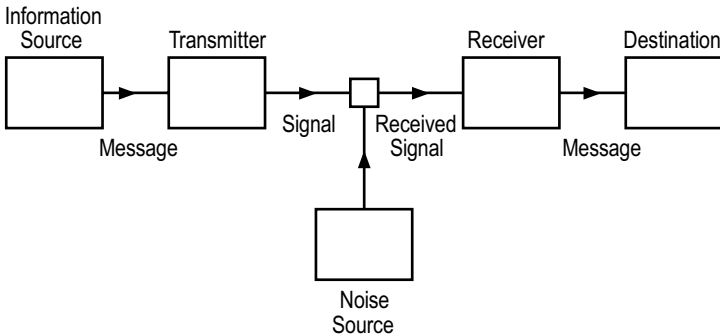 Information
Source
Transmitter
Receiver
Destination
Message
Signal
Received
Signal
Message
Noise
Source